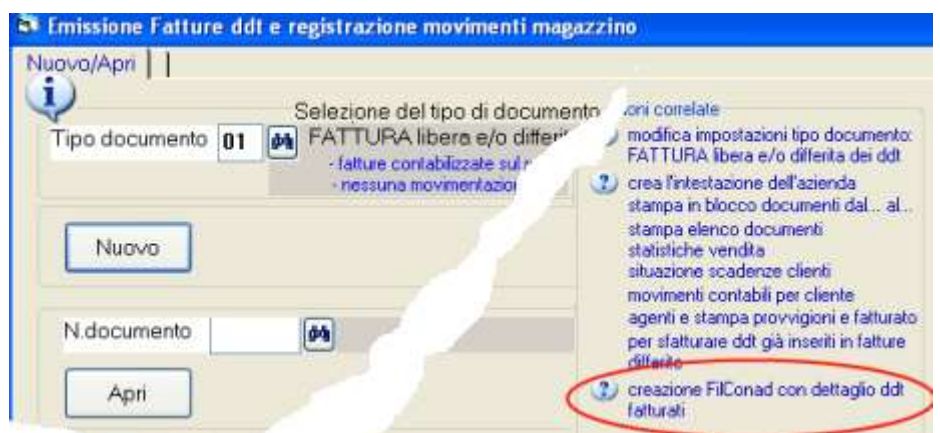 Emissione Fatture ddt e registrazione movimenti magazzino
Nuovo/Apri
Selezione del tipo di documento
Tipo documento 01 FATTURA libera e/o differit
- fatture contabilizzate sul
- nessuna movimentazion
Nuovo
N.documento
Apri
oni correlate
modifica impostazioni tipo documento:
FATTURA libera e/o differita dei ddt
crea l'intestazione dell'azienda
stampa in blocco documenti dal... al...
stampa elenco documenti
statistiche vendita
situazione scadenze clienti
movimenti contabili per cliente
agenti e stampa provvigioni e fatturato
per sfatturare ddt già inseriti in fatture
differite
creazione FilConad con dettaglio ddt
fatturati